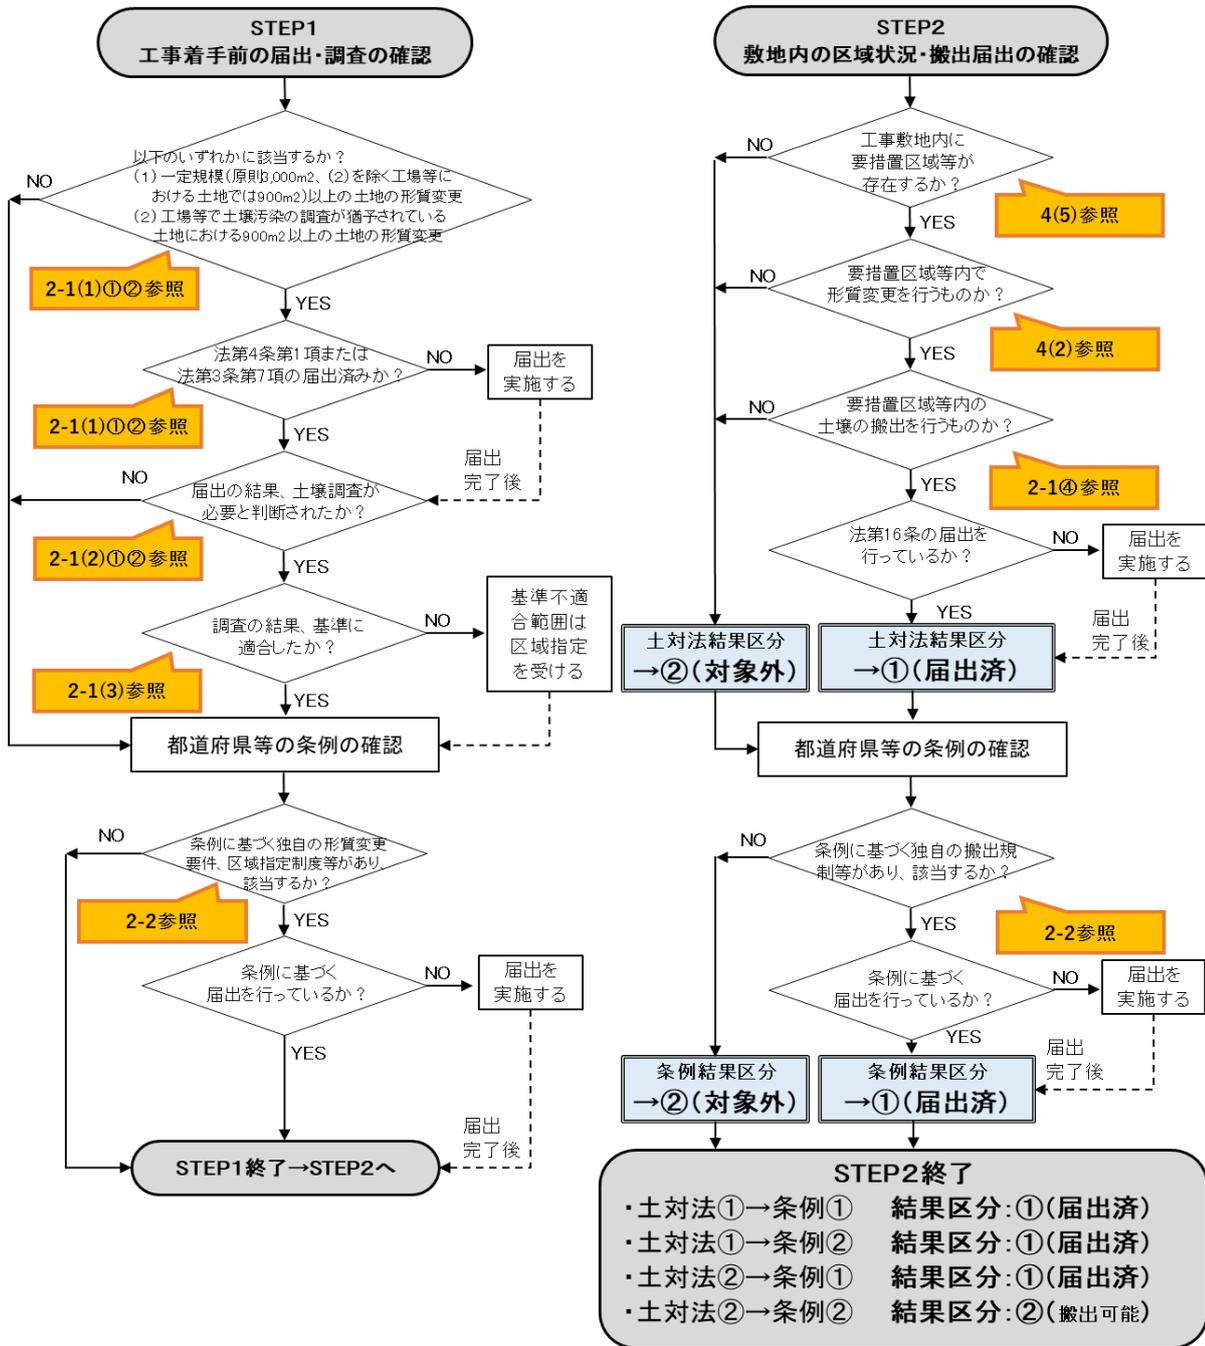 STEP1
工事着手前の届出・調査の確認
以下のいずれかに該当するか？
(1)一定規模(原則3,000m2、(2)を除く工場等に
おける土地では900m2)以上の土地の形質変更
(2)工場等で土壌汚染の調査が猶予されている
土地における900m2以上の土地の形質変更
NO
2-1(1)①②参照
YES
法第4条第1項または
法第3条第7項の届出済みか？
NO
届出を
実施する
2-1(1)①②参照
YES
届出
完了後
NO
届出の結果、土壌調査が
必要と判断されたか？
2-1(2)①②参照
YES
調査の結果、基準に
適合したか？
NO
基準不適
合範囲は
区域指定
を受ける
2-1(3)参照
YES
都道府県等の条例の確認
NO
条例に基づく独自の形質変更
要件、区域指定制度等があり、
該当するか？
2-2参照
YES
条例に基づく
届出を行っているか？
NO
届出を
実施する
YES
届出
完了後
STEP1終了→STEP2へ
STEP2
敷地内の区域状況・搬出届出の確認
NO
工事敷地内に
要措置区域等が
存在するか？
4(5)参照
YES
NO
要措置区域等内で
形質変更を行うものか？
4(2)参照
YES
NO
要措置区域等内の
土壌の搬出を行うものか？
2-1④参照
YES
法第16条の届出を
行っているか？
NO
届出を
実施する
YES
届出
完了後
土対法結果区分
→②(対象外)
土対法結果区分
→①(届出済)
都道府県等の条例の確認
NO
条例に基づく独自の搬出規
制等があり、該当するか？
2-2参照
YES
条例に基づく
届出を行っているか？
NO
届出を
実施する
YES
届出
完了後
条例結果区分
→②(対象外)
条例結果区分
→①(届出済)
STEP2終了
・土対法①→条例① 結果区分:①(届出済)
・土対法①→条例② 結果区分:①(届出済)
・土対法②→条例① 結果区分:①(届出済)
・土対法②→条例② 結果区分:②(搬出可能)